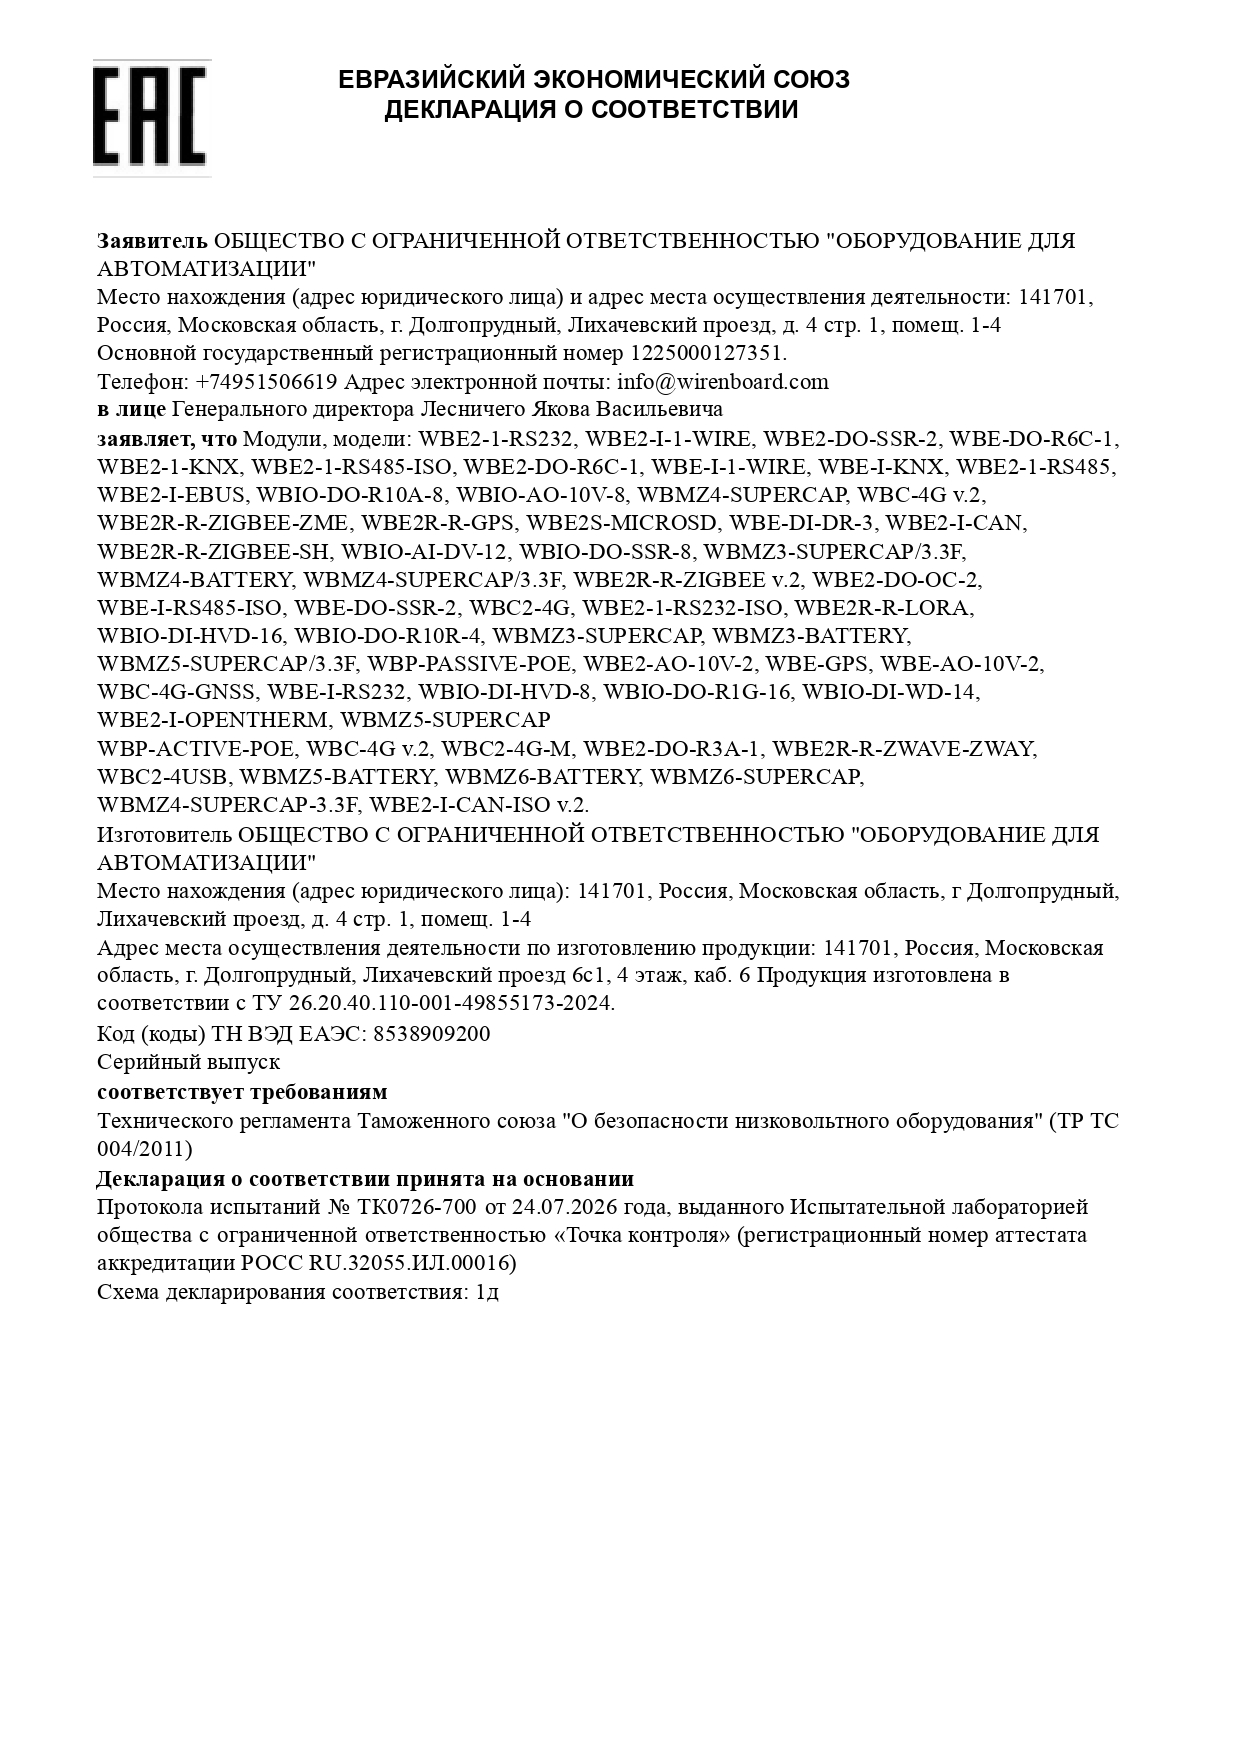 EAC
ЕВРАЗИЙСКИЙ ЭКОНОМИЧЕСКИЙ СОЮЗ
ДЕКЛАРАЦИЯ О СООТВЕТСТВИИ
Заявитель ОБЩЕСТВО С ОГРАНИЧЕННОЙ ОТВЕТСТВЕННОСТЬЮ "ОБОРУДОВАНИЕ ДЛЯ
АВТОМАТИЗАЦИИ"
Место нахождения (адрес юридического лица) и адрес места осуществления деятельности: 141701,
Россия, Московская область, г. Долгопрудный, Лихачевский проезд, д. 4 стр. 1, помещ. 1-4
Основной государственный регистрационный номер 1225000127351.
Телефон: +74951506619 Адрес электронной почты: info@wirenboard.com
в лице Генерального директора Лесничего Якова Васильевича
заявляет, что Модули, модели: WBE2-1-RS232, WBE2-I-1-WIRE, WBE2-DO-SSR-2, WBE-DO-R6C-1,
WBE2-1-KNX, WBE2-1-RS485-ISO, WBE2-DO-R6C-1, WBE-I-1-WIRE, WBE-I-KNX, WBE2-1-RS485,
WBE2-I-EBUS, WBIO-DO-R10A-8, WBIO-AO-10V-8, WBMZ4-SUPERCAP, WBC-4G v.2,
WBE2R-R-ZIGBEE-ZME, WBE2R-R-GPS, WBE2S-MICROSD, WBE-DI-DR-3, WBE2-I-CAN,
WBE2R-R-ZIGBEE-SH, WBIO-AI-DV-12, WBIO-DO-SSR-8, WBMZ3-SUPERCAP/3.3F,
WBMZ4-BATTERY, WBMZ4-SUPERCAP/3.3F, WBE2R-R-ZIGBEE v.2, WBE2-DO-OC-2,
WBE-I-RS485-ISO, WBE-DO-SSR-2, WBC2-4G, WBE2-1-RS232-ISO, WBE2R-R-LORA,
WBIO-DI-HVD-16, WBIO-DO-R10R-4, WBMZ3-SUPERCAP, WBMZ3-BATTERY,
WBMZ5-SUPERCAP/3.3F, WBP-PASSIVE-POE, WBE2-AO-10V-2, WBE-GPS, WBE-AO-10V-2,
WBC-4G-GNSS, WBE-I-RS232, WBIO-DI-HVD-8, WBIO-DO-R1G-16, WBIO-DI-WD-14,
WBE2-I-OPENTHERM, WBMZ5-SUPERCAP
WBP-ACTIVE-POE, WBC-4G v.2, WBC2-4G-M, WBE2-DO-R3A-1, WBE2R-R-ZWAVE-ZWAY,
WBC2-4USB, WBMZ5-BATTERY, WBMZ6-BATTERY, WBMZ6-SUPERCAP,
WBMZ4-SUPERCAP-3.3F, WBE2-I-CAN-ISO v.2.
Изготовитель ОБЩЕСТВО С ОГРАНИЧЕННОЙ ОТВЕТСТВЕННОСТЬЮ "ОБОРУДОВАНИЕ ДЛЯ
АВТОМАТИЗАЦИИ"
Место нахождения (адрес юридического лица): 141701, Россия, Московская область, г Долгопрудный,
Лихачевский проезд, д. 4 стр. 1, помещ. 1-4
Адрес места осуществления деятельности по изготовлению продукции: 141701, Россия, Московская
область, г. Долгопрудный, Лихачевский проезд 6с1, 4 этаж, каб. 6 Продукция изготовлена в
соответствии с ТУ 26.20.40.110-001-49855173-2024.
Код (коды) ТН ВЭД ЕАЭС: 8538909200
Серийный выпуск
соответствует требованиям
Технического регламента Таможенного союза "О безопасности низковольтного оборудования" (ТР ТС
004/2011)
Декларация о соответствии принята на основании
Протокола испытаний № ТК0726-700 от 24.07.2026 года, выданного Испытательной лабораторией
общества с ограниченной ответственностью «Точка контроля» (регистрационный номер аттестата
аккредитации РОСС RU.32055.ИЛ.00016)
Схема декларирования соответствия: 1д